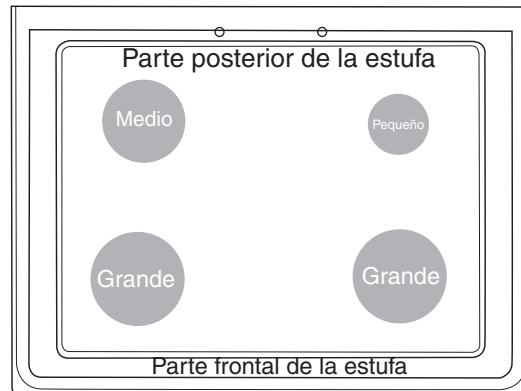 Parte posterior de la estufa
Medio
Pequeño
Grande
Grande
Parte frontal de la estufa